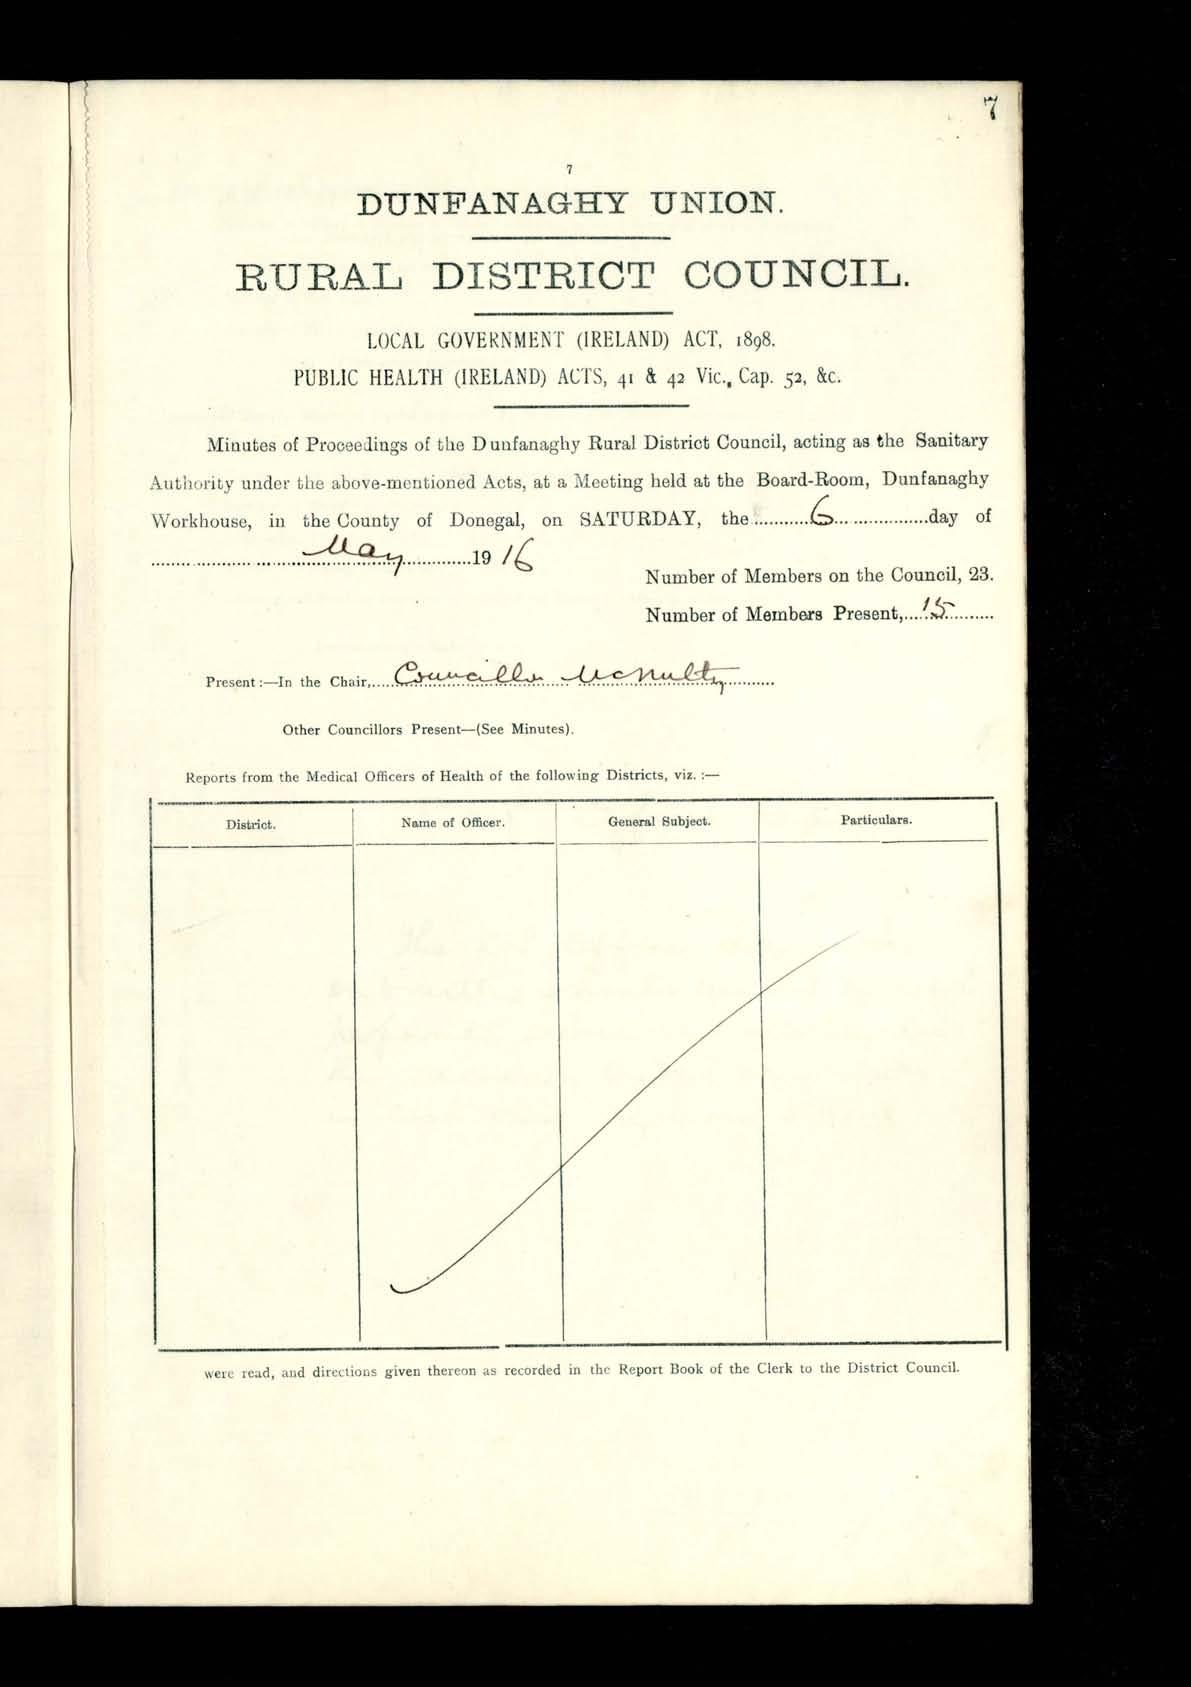 7
7
DUNFANAGHY UNION.
RURAL DISTRICT COUNCIL.
LOCAL GOVERNMENT (IRELAND) ACT, 1898.
PUBLIC HEALTH (IRELAND) ACTS, 41 & 42 Vic., Cap. 52, &c.
Minutes of Proceedings of the Dunfanaghy Rural District Council, acting as the Sanitary
Authority under the above-mentioned Acts, at a Meeting held at the Board-Room, Dunfanaghy
Workhouse, in the County of Donegal, on SATURDAY, the 6 day of
May 1916
Number of Members on the Council, 23.
Number of Members Present, 15
Present:—In the Chair, Councillor McNulty
Other Councillors Present—(See Minutes).
Reports from the Medical Officers of Health of the following Districts, viz. :—
District. Name of Officer. General Subject. Particulars.
were read, and directions given thereon as recorded in the Report Book of the Clerk to the District Council.